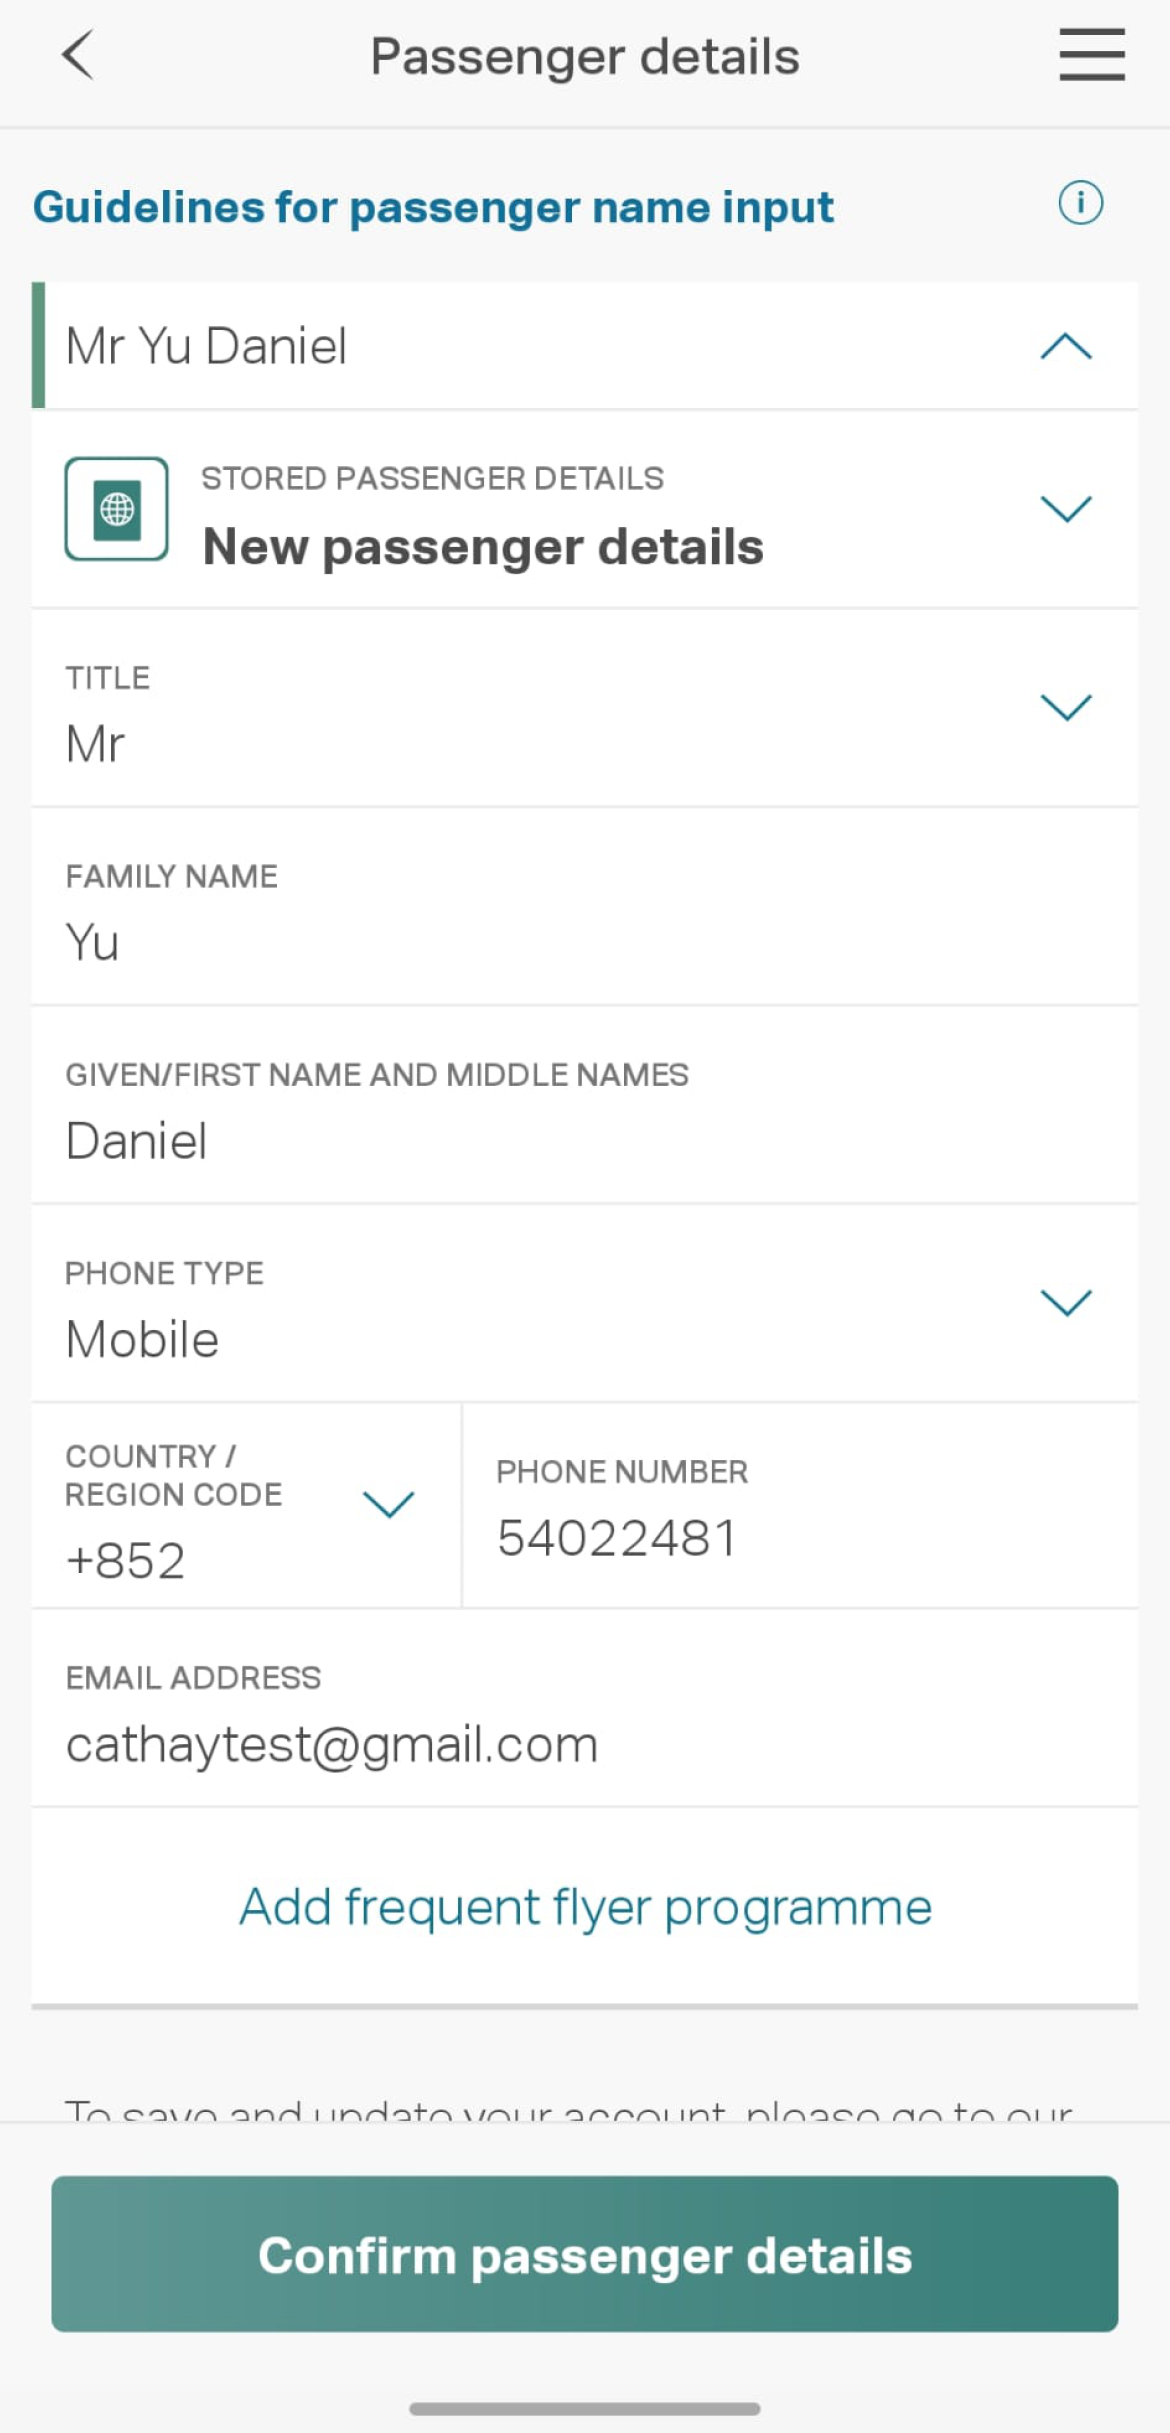 Passenger details
Guidelines for passenger name input
Mr Yu Daniel
STORED PASSENGER DETAILS
New passenger details
TITLE
Mr
FAMILY NAME
Yu
GIVEN/FIRST NAME AND MIDDLE NAMES
Daniel
PHONE TYPE
Mobile
COUNTRY /
REGION CODE
+852
PHONE NUMBER
54022481
EMAIL ADDRESS
cathaytest@gmail.com
Add frequent flyer programme
To save and update your account, please go to our
Confirm passenger details